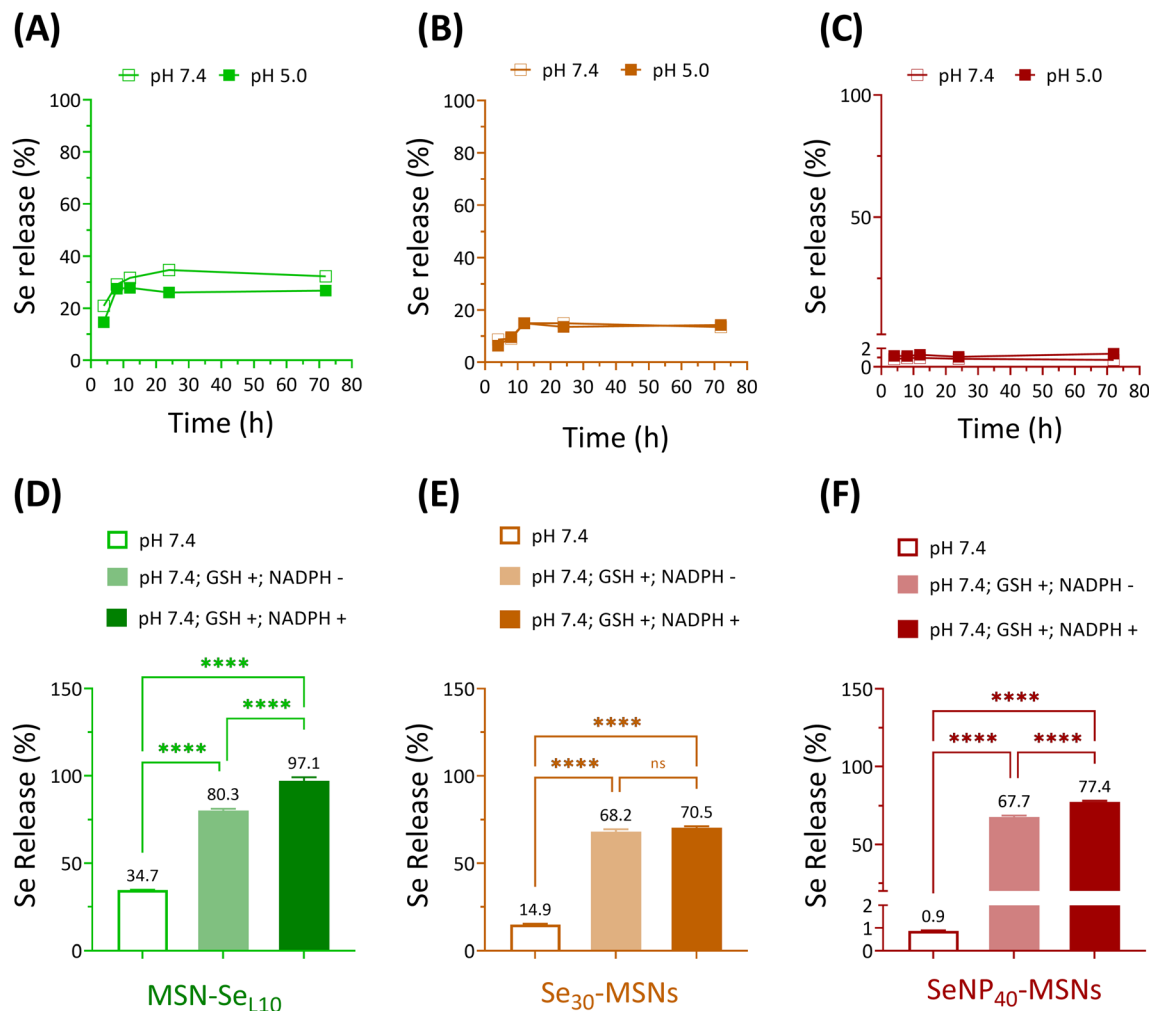 (A)
pH 7.4 pH 5.0
100
80
60
40
20
0
Se release (%)
0 10 20 30 40 50 60 70 80
Time (h)
(B)
pH 7.4 pH 5.0
100
80
60
40
20
0
Se release (%)
0 10 20 30 40 50 60 70 80
Time (h)
(C)
pH 7.4 pH 5.0
100
50
2
1
0
Se release (%)
0 10 20 30 40 50 60 70 80
Time (h)
(D)
pH 7.4
pH 7.4; GSH +; NADPH -
pH 7.4; GSH +; NADPH +
150
100
50
0
Se Release (%)
****
****
****
97.1
80.3
34.7
MSN-SeL10
(E)
pH 7.4
pH 7.4; GSH +; NADPH -
pH 7.4; GSH +; NADPH +
150
100
50
0
Se Release (%)
****
**** ns
68.2 70.5
14.9
Se30-MSNs
(F)
pH 7.4
pH 7.4; GSH +; NADPH -
pH 7.4; GSH +; NADPH +
150
100
50
2
1
0
Se Release (%)
****
**** ****
77.4
67.7
0.9
SeNP40-MSNs